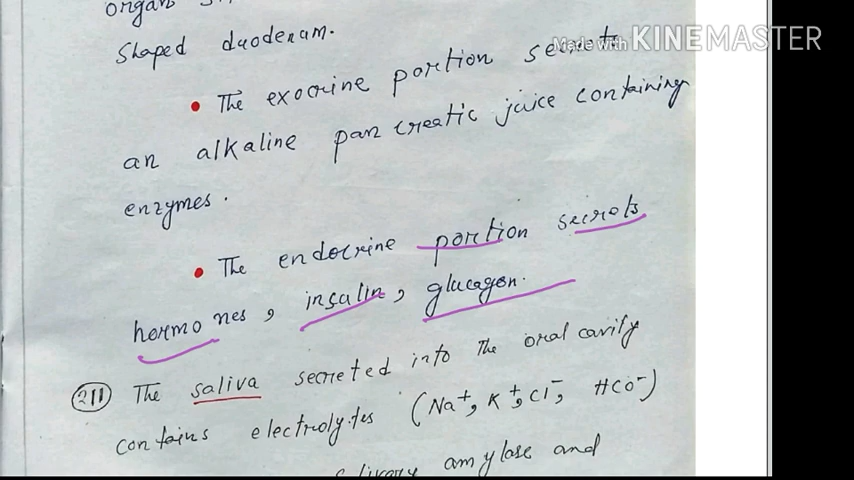 organ
shaped duodenum.
Made with KINEMASTER
• The exocrine portion
an alkaline pancreatic juice containing
enzymes.
• The endocrine portion secrets
hormones, insulin, glucagon.
211 The saliva secreted into the oral cavity
contains electrolytes (Na+, K+, Cl-, HCO-)
amylase and